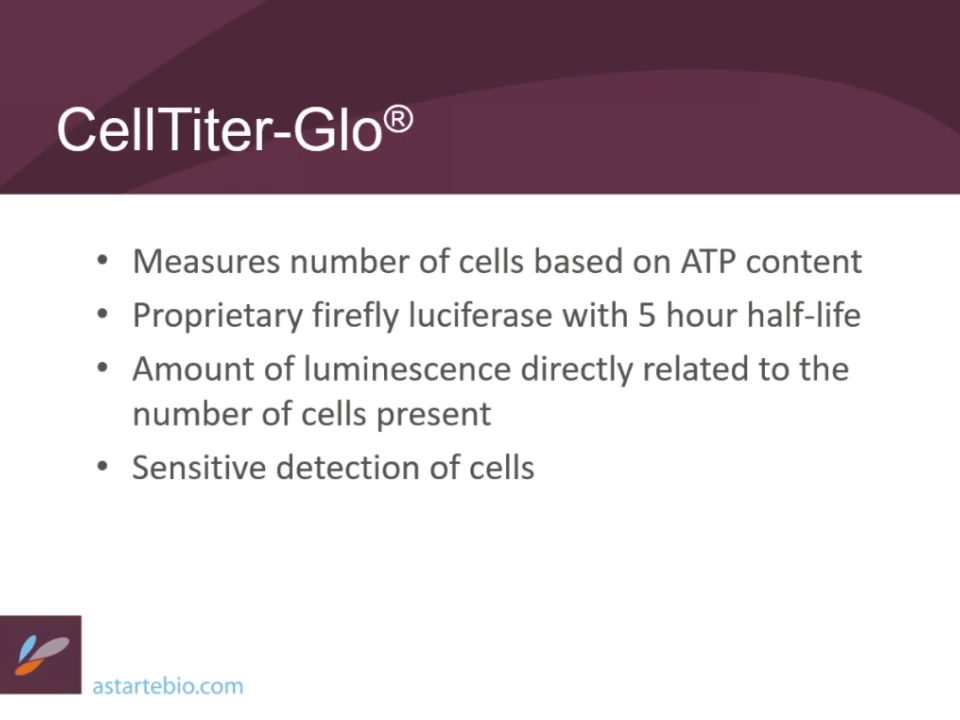 CellTiter-Glo®
• Measures number of cells based on ATP content
• Proprietary firefly luciferase with 5 hour half-life
• Amount of luminescence directly related to the
number of cells present
• Sensitive detection of cells
astartebio.com